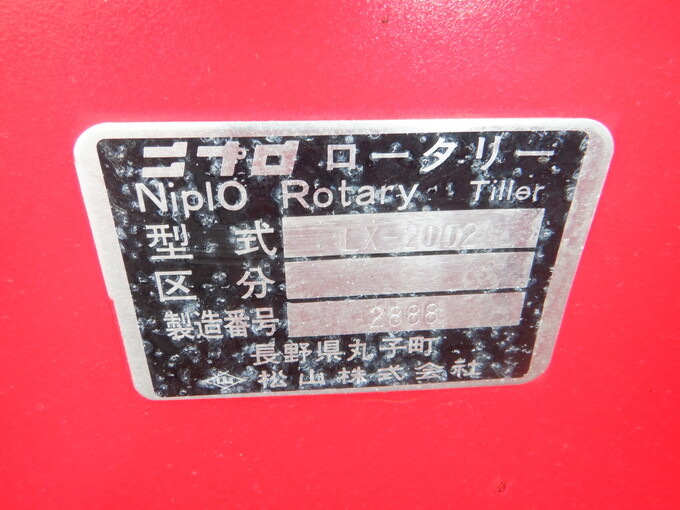 ニプロ ロータリー
NiplO Rotary Tiller
型式 LX-2002
区分
製造番号 2888
長野県丸子町
松山株式会社